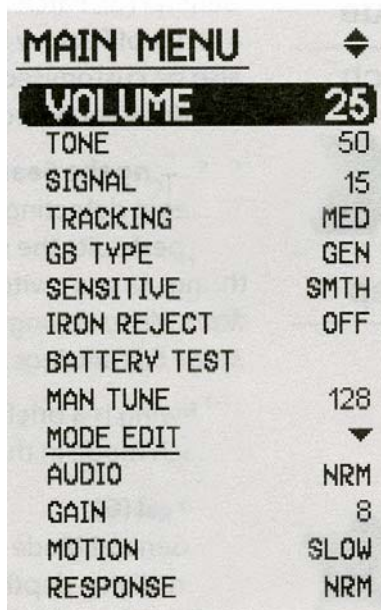 MAIN MENU
VOLUME 25
TONE 50
SIGNAL 15
TRACKING MED
GB TYPE GEN
SENSITIVE SMTH
IRON REJECT OFF
BATTERY TEST
MAN TUNE 128
MODE EDIT
AUDIO NRM
GAIN 8
MOTION SLOW
RESPONSE NRM